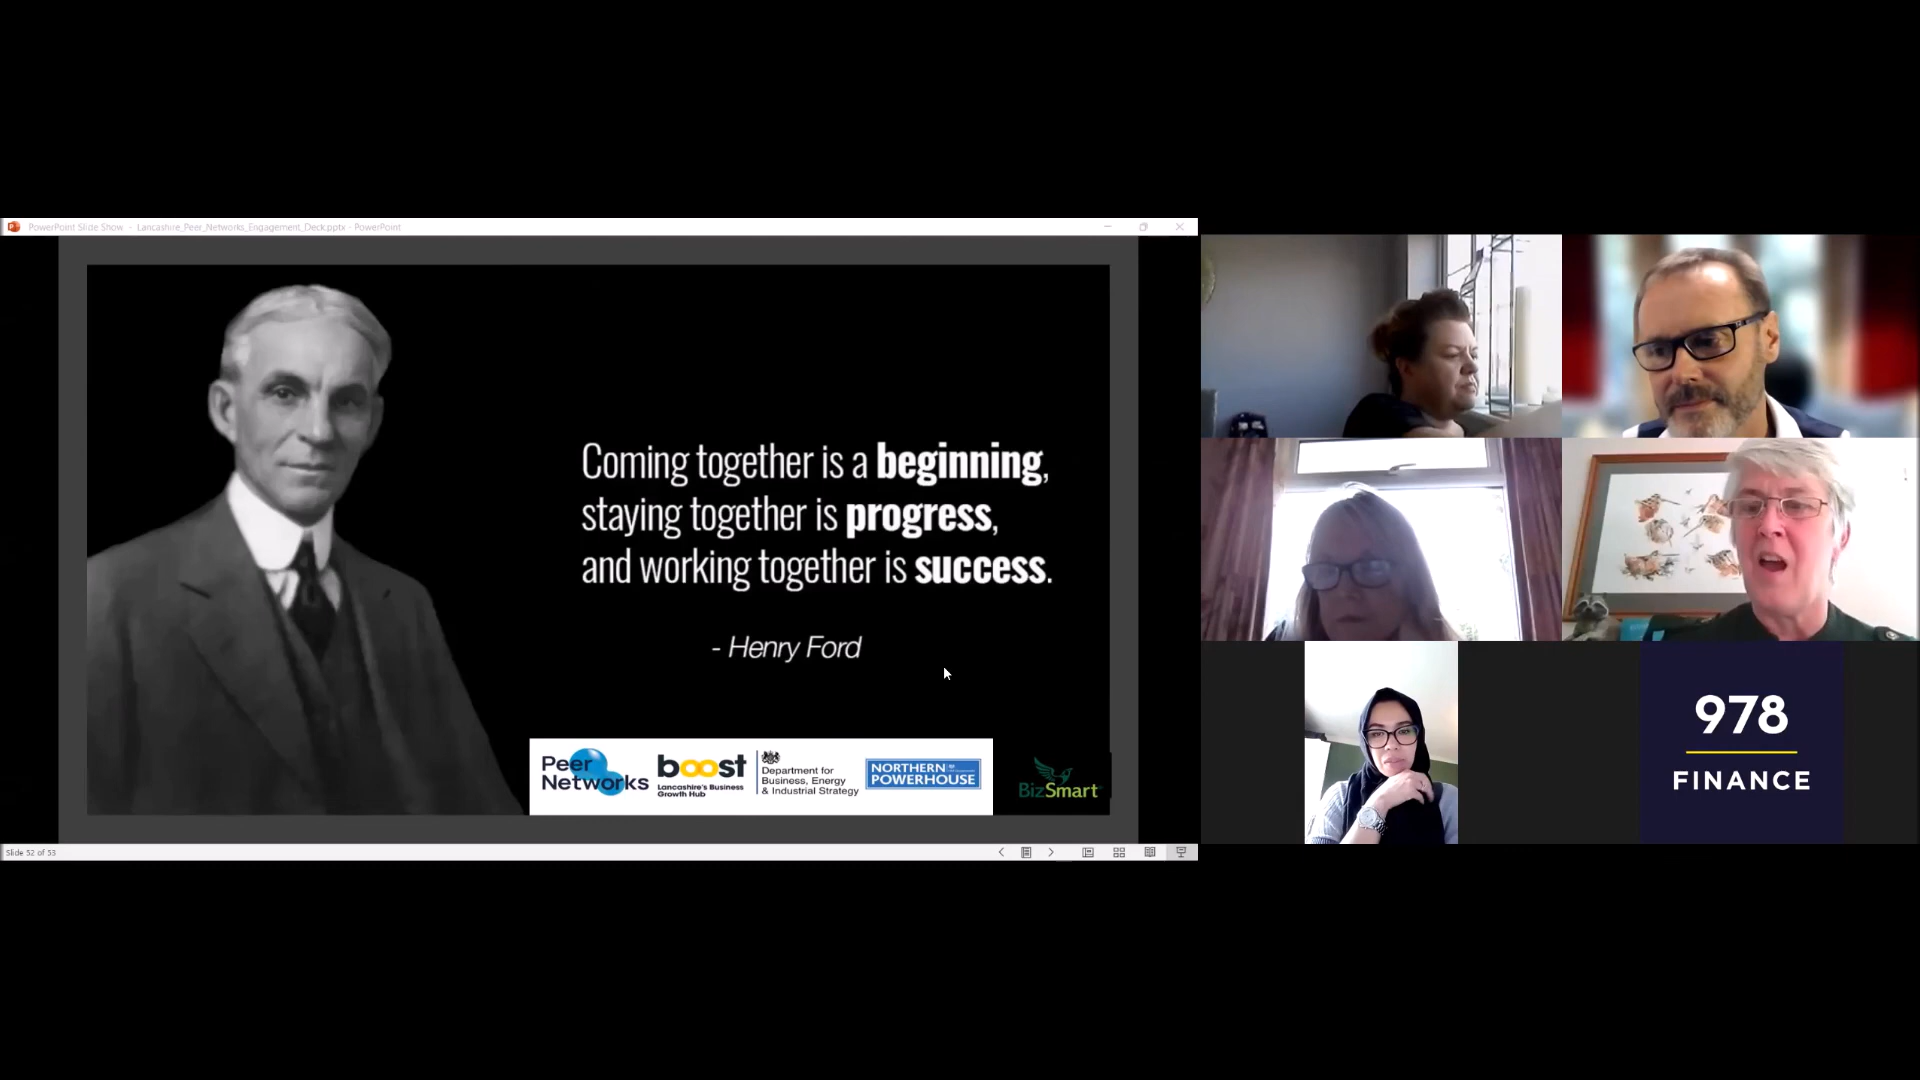 PowerPoint Slide Show - Lancashire_Peer_Networks_Engagement_Deck.pptx - PowerPoint
Coming together is a beginning,
staying together is progress,
and working together is success.
- Henry Ford
Peer
Networks
boost
Lancashire's Business
Growth Hub
Department for
Business, Energy
& Industrial Strategy
NORTHERN
POWERHOUSE
BizSmart
Slide 52 of 53
978
FINANCE